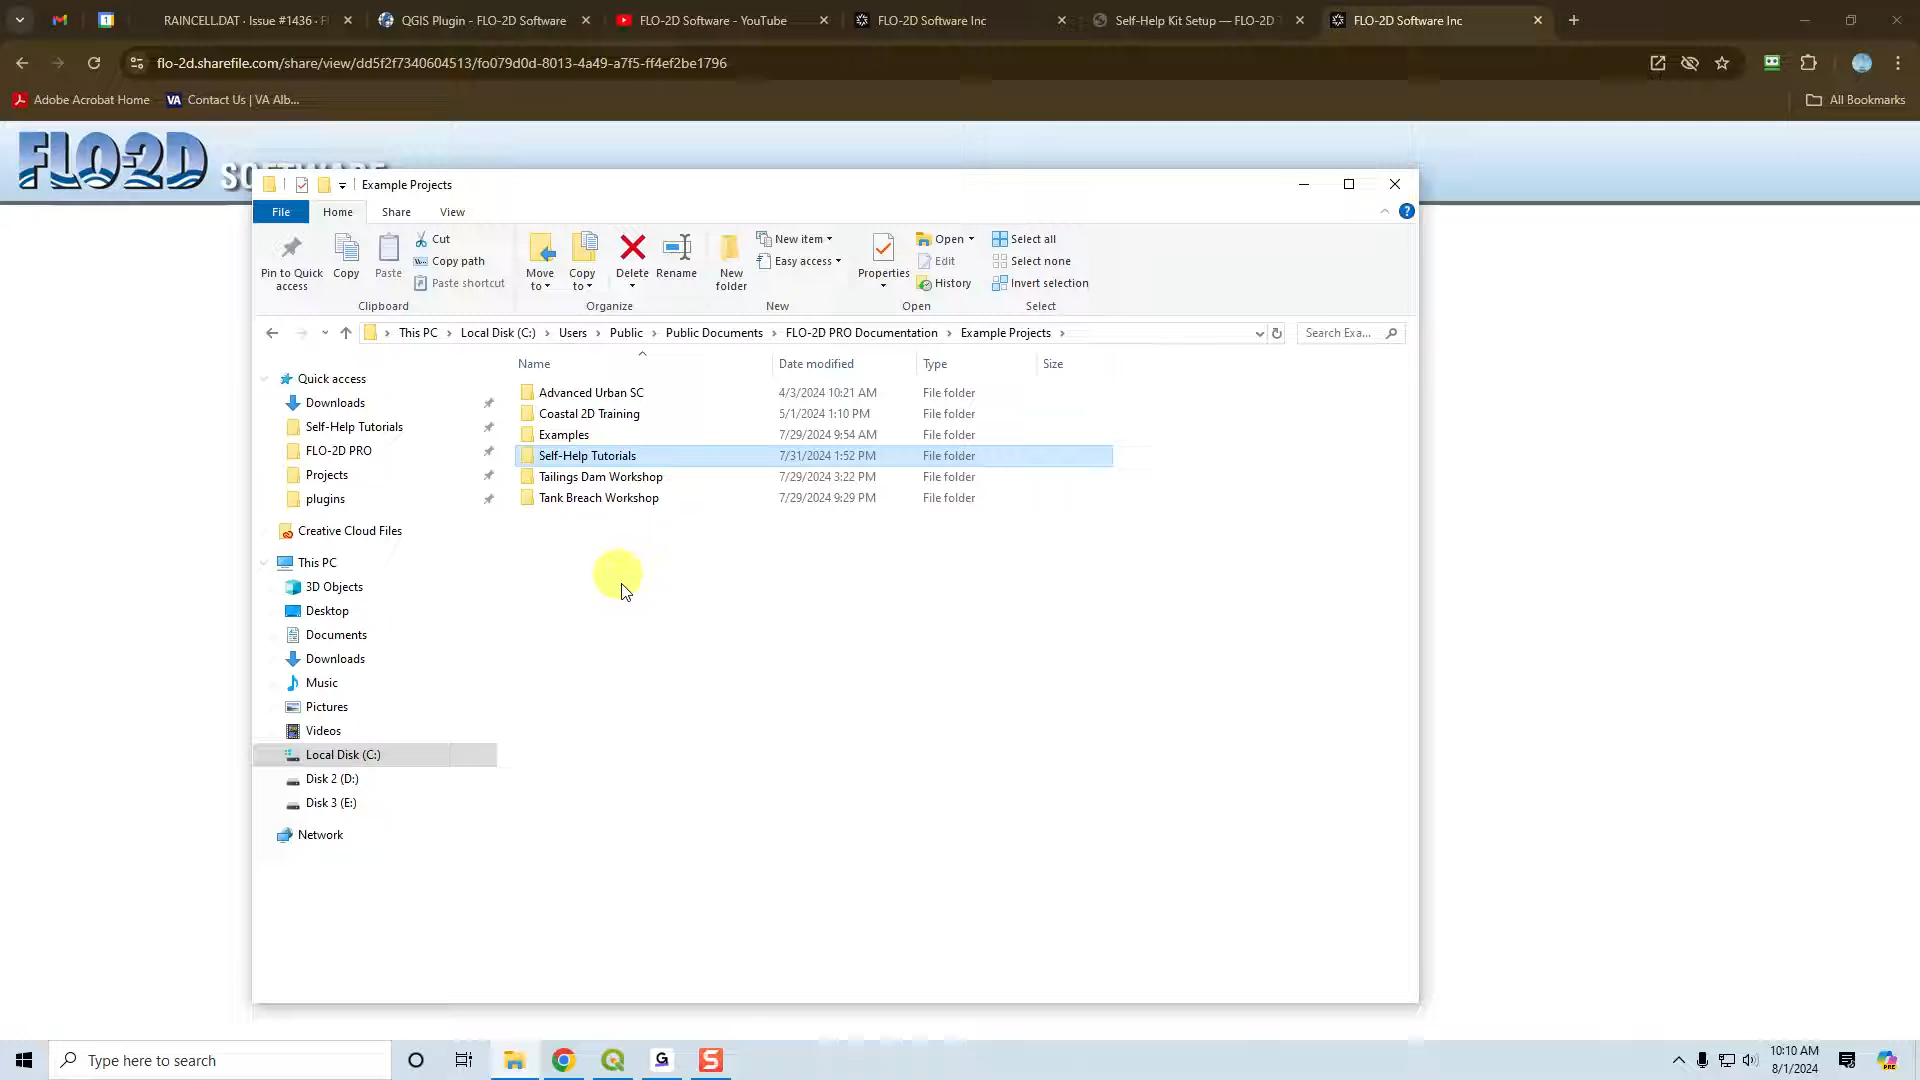 RAINCELL.DAT · Issue #1436 · F
QGIS Plugin - FLO-2D Software
FLO-2D Software - YouTube
FLO-2D Software Inc
Self-Help Kit Setup — FLO-2D
FLO-2D Software Inc
flo-2d.sharefile.com/share/view/dd5f2f7340604513/fo079d0d-8013-4a49-a7f5-ff4ef2be1796
Adobe Acrobat Home
VA Contact Us | VA Alb...
All Bookmarks
FLO-2D SOFTWARE
Example Projects
File
Home
Share
View
Pin to Quick access
Copy
Paste
Cut
Copy path
Paste shortcut
Clipboard
Move to
Copy to
Delete
Rename
Organize
New folder
New item
Easy access
New
Properties
Open
Edit
History
Open
Select all
Select none
Invert selection
Select
This PC
Local Disk (C:)
Users
Public
Public Documents
FLO-2D PRO Documentation
Example Projects
Search Exa...
Name
Date modified
Type
Size
Advanced Urban SC 4/3/2024 10:21 AM File folder
Coastal 2D Training 5/1/2024 1:10 PM File folder
Examples 7/29/2024 9:54 AM File folder
Self-Help Tutorials 7/31/2024 1:52 PM File folder
Tailings Dam Workshop 7/29/2024 3:22 PM File folder
Tank Breach Workshop 7/29/2024 9:29 PM File folder
Quick access
Downloads
Self-Help Tutorials
FLO-2D PRO
Projects
plugins
Creative Cloud Files
This PC
3D Objects
Desktop
Documents
Downloads
Music
Pictures
Videos
Local Disk (C:)
Disk 2 (D:)
Disk 3 (E:)
Network
Type here to search
10:10 AM
8/1/2024